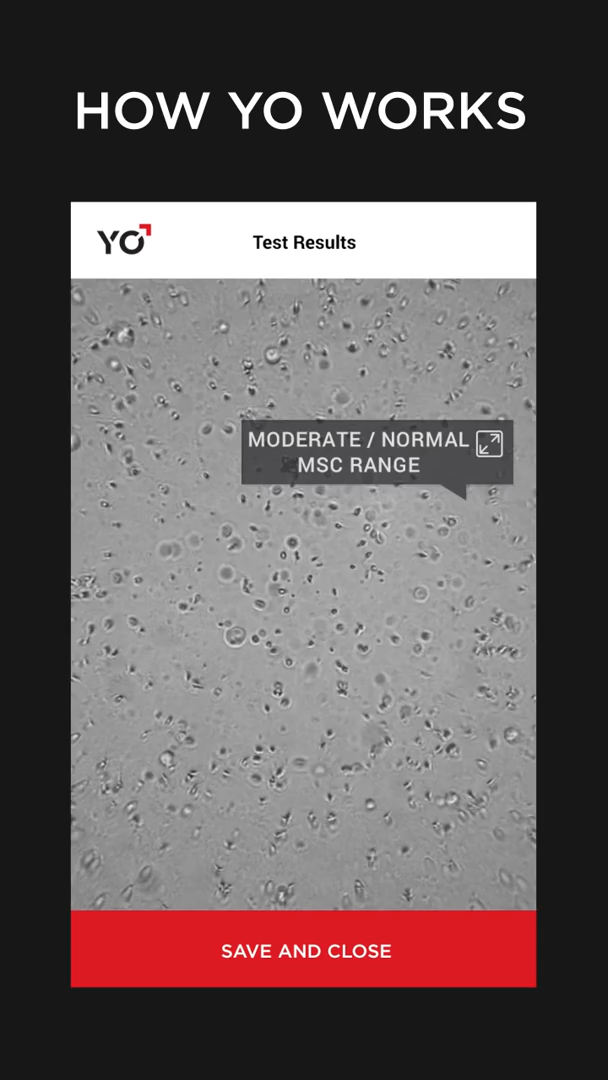 HOW YO WORKS
YO
Test Results
MODERATE / NORMAL
MSC RANGE
SAVE AND CLOSE